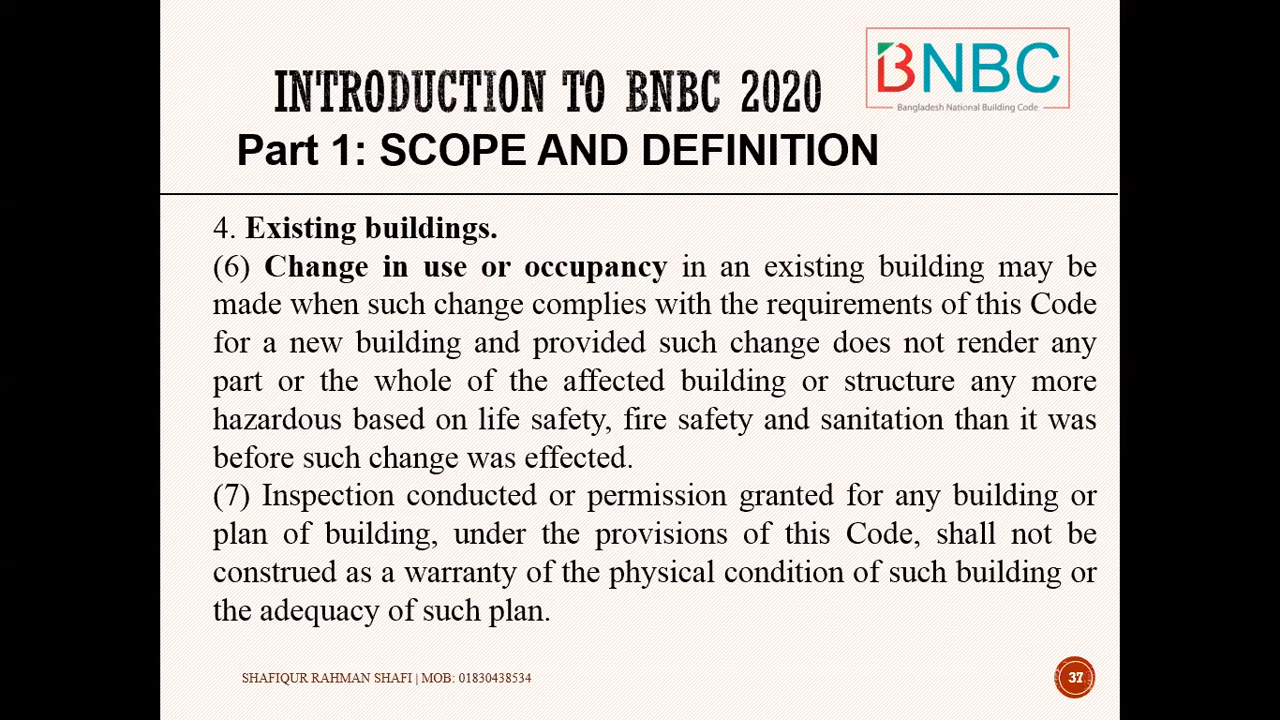 BNBC
Bangladesh National Building Code
INTRODUCTION TO BNBC 2020
Part 1: SCOPE AND DEFINITION
4. Existing buildings.
(6) Change in use or occupancy in an existing building may be
made when such change complies with the requirements of this Code
for a new building and provided such change does not render any
part or the whole of the affected building or structure any more
hazardous based on life safety, fire safety and sanitation than it was
before such change was effected.
(7) Inspection conducted or permission granted for any building or
plan of building, under the provisions of this Code, shall not be
construed as a warranty of the physical condition of such building or
the adequacy of such plan.
SHAFIQUR RAHMAN SHAFI | MOB: 01830438534
37